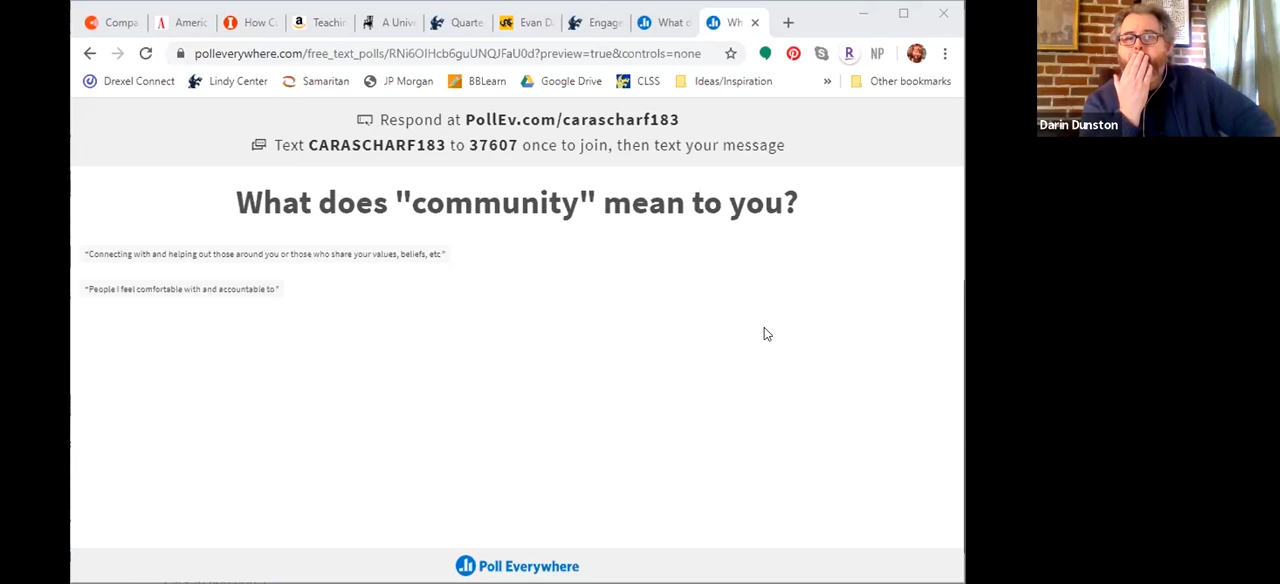 Compa
Americ
How C
Teachin
A Univ
Quarte
Evan D
Engage
What d
Wh
polleverywhere.com/free_text_polls/RNi6OIHcb6guUNQJFaU0d?preview=true&controls=none
NP
Drexel Connect
Lindy Center
Samaritan
JP Morgan
BBLearn
Google Drive
CLSS
Ideas/Inspiration
»
Other bookmarks
Respond at PollEv.com/carascharf183
Text CARASCHARF183 to 37607 once to join, then text your message
What does "community" mean to you?
"Connecting with and helping out those around you or those who share your values, beliefs, etc"
"People I feel comfortable with and accountable to"
Poll Everywhere
Darin Dunston